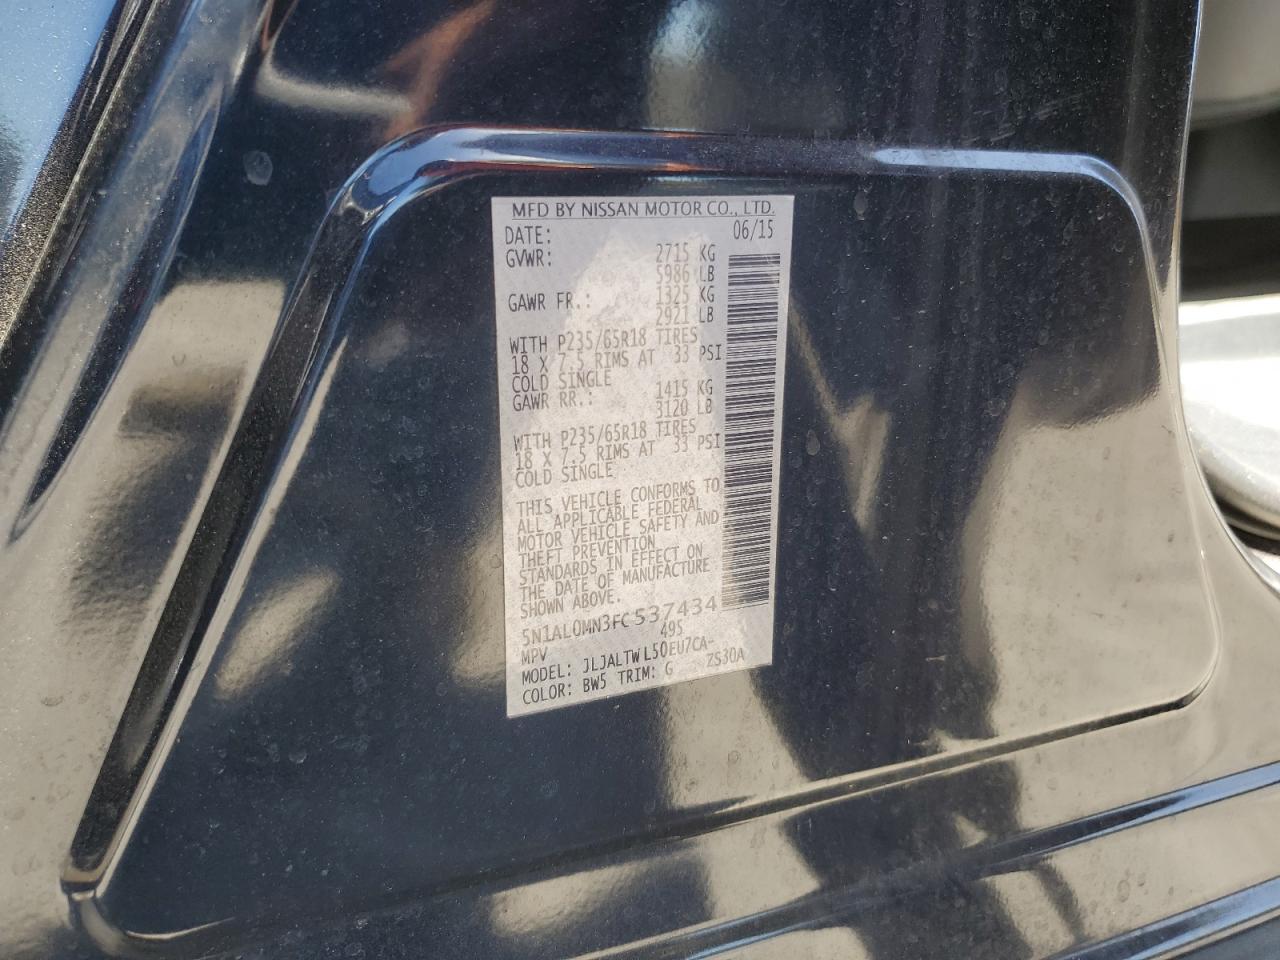 MFD BY NISSAN MOTOR CO., LTD.
DATE: 06/15
GVWR: 2715 KG
5986 LB
GAWR FR.: 1325 KG
2921 LB
WITH P235/65R18 TIRES
18 X 7.5 RIMS AT 33 PSI
COLD SINGLE
GAWR RR.: 1415 KG
3120 LB
WITH P235/65R18 TIRES
18 X 7.5 RIMS AT 33 PSI
COLD SINGLE
THIS VEHICLE CONFORMS TO
ALL APPLICABLE FEDERAL
MOTOR VEHICLE SAFETY AND
THEFT PREVENTION
STANDARDS IN EFFECT ON
THE DATE OF MANUFACTURE
SHOWN ABOVE.
5N1AL0MN3FC537434
MPV 495
MODEL: JLJALTWL50EU7CA-
COLOR: BW5 TRIM: G ZS30A